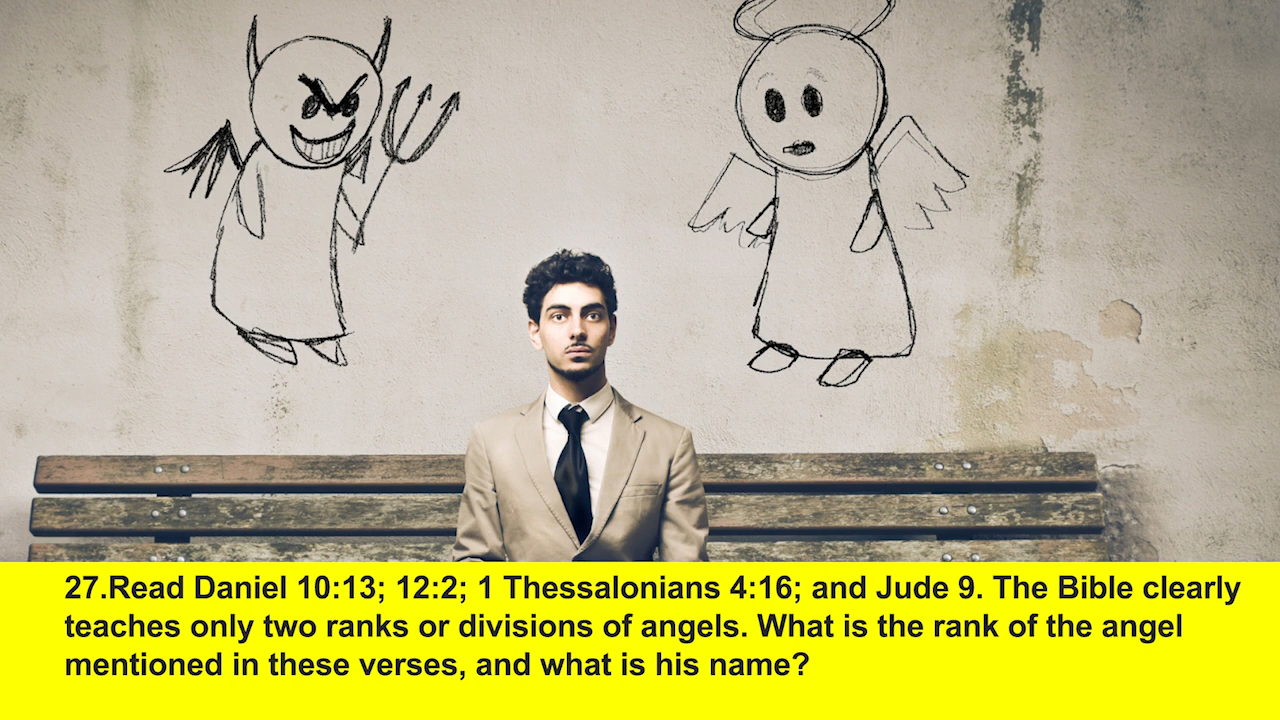 27.Read Daniel 10:13; 12:2; 1 Thessalonians 4:16; and Jude 9. The Bible clearly
teaches only two ranks or divisions of angels. What is the rank of the angel
mentioned in these verses, and what is his name?